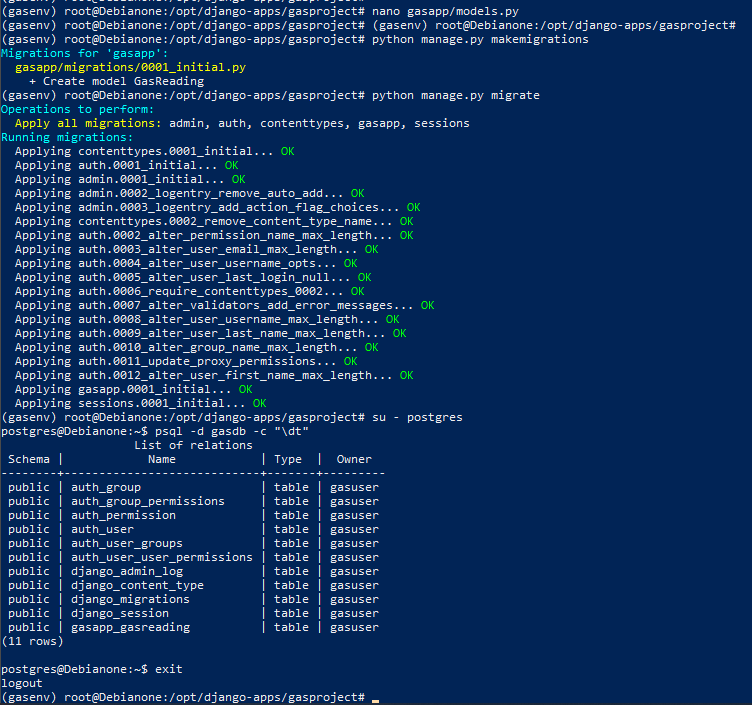 (gasenv) root@Debianone:/opt/django-apps/gasproject# nano gasapp/models.py
(gasenv) root@Debianone:/opt/django-apps/gasproject# (gasenv) root@Debianone:/opt/django-apps/gasproject#
(gasenv) root@Debianone:/opt/django-apps/gasproject# python manage.py makemigrations
Migrations for 'gasapp':
  gasapp/migrations/0001_initial.py
    + Create model GasReading
(gasenv) root@Debianone:/opt/django-apps/gasproject# python manage.py migrate
Operations to perform:
  Apply all migrations: admin, auth, contenttypes, gasapp, sessions
Running migrations:
  Applying contenttypes.0001_initial... OK
  Applying auth.0001_initial... OK
  Applying admin.0001_initial... OK
  Applying admin.0002_logentry_remove_auto_add... OK
  Applying admin.0003_logentry_add_action_flag_choices... OK
  Applying contenttypes.0002_remove_content_type_name... OK
  Applying auth.0002_alter_permission_name_max_length... OK
  Applying auth.0003_alter_user_email_max_length... OK
  Applying auth.0004_alter_user_username_opts... OK
  Applying auth.0005_alter_user_last_login_null... OK
  Applying auth.0006_require_contenttypes_0002... OK
  Applying auth.0007_alter_validators_add_error_messages... OK
  Applying auth.0008_alter_user_username_max_length... OK
  Applying auth.0009_alter_user_last_name_max_length... OK
  Applying auth.0010_alter_group_name_max_length... OK
  Applying auth.0011_update_proxy_permissions... OK
  Applying auth.0012_alter_user_first_name_max_length... OK
  Applying gasapp.0001_initial... OK
  Applying sessions.0001_initial... OK
(gasenv) root@Debianone:/opt/django-apps/gasproject# su - postgres
postgres@Debianone:~$ psql -d gasdb -c "\dt"
                   List of relations
 Schema |            Name            | Type  |  Owner
--------+----------------------------+-------+---------
 public | auth_group                 | table | gasuser
 public | auth_group_permissions     | table | gasuser
 public | auth_permission            | table | gasuser
 public | auth_user                  | table | gasuser
 public | auth_user_groups           | table | gasuser
 public | auth_user_user_permissions | table | gasuser
 public | django_admin_log           | table | gasuser
 public | django_content_type        | table | gasuser
 public | django_migrations          | table | gasuser
 public | django_session             | table | gasuser
 public | gasapp_gasreading          | table | gasuser
(11 rows)
postgres@Debianone:~$ exit
logout
(gasenv) root@Debianone:/opt/django-apps/gasproject#